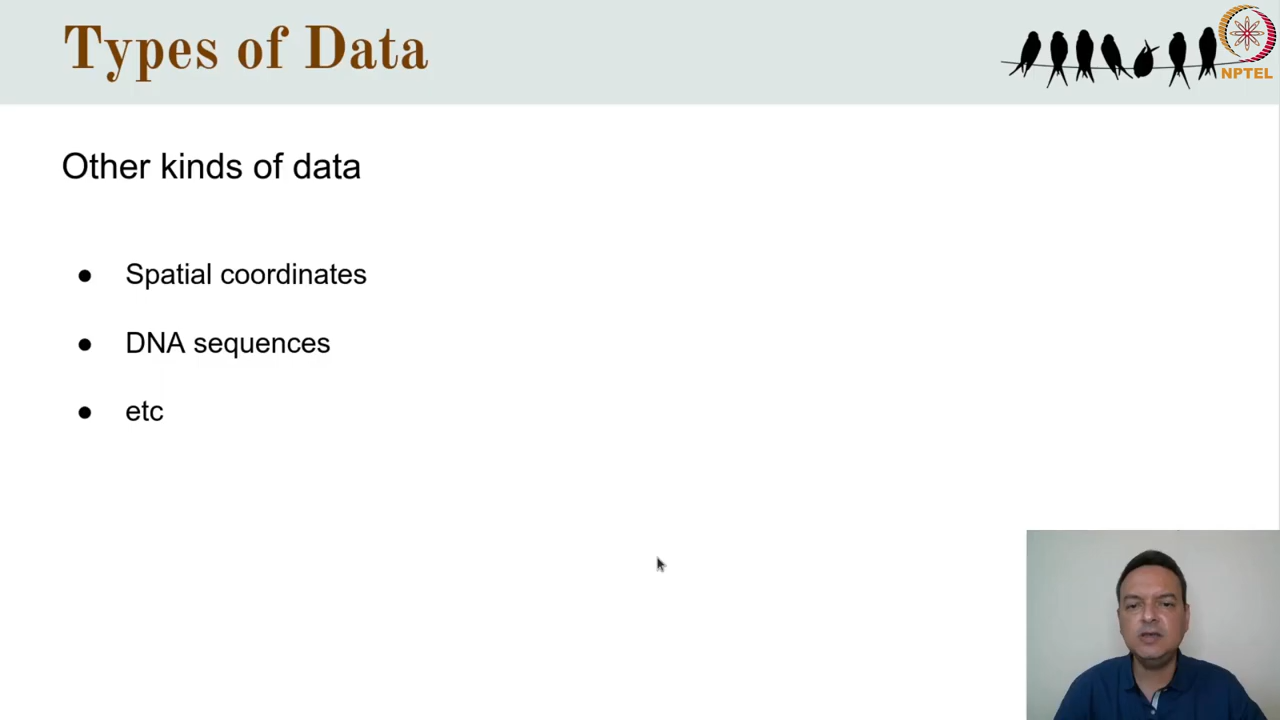 Types of Data
NPTEL
Other kinds of data
● Spatial coordinates
● DNA sequences
● etc